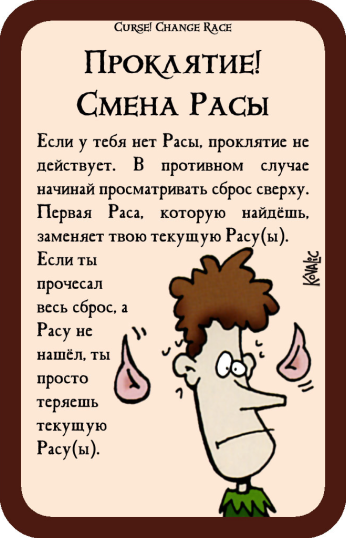 Curse! Change Race
Проклятие!
Смена Расы
Если у тебя нет Расы, проклятие не
действует. В противном случае
начинай просматривать сброс сверху.
Первая Раса, которую найдёшь,
заменяет твою текущую Расу(ы).
Если ты
прочесал
весь сброс, а
Расу не
нашёл, ты
просто
теряешь
текущую
Расу(ы).
Kovalic